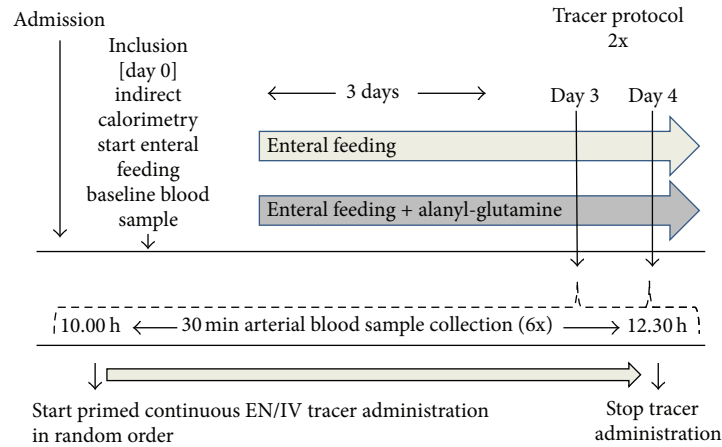 Admission
Tracer protocol
2x
Inclusion
[day 0]
indirect
calorimetry
start enteral
feeding
baseline blood
sample
3 days
Day 3
Day 4
Enteral feeding
Enteral feeding + alanyl-glutamine
10.00 h
30 min arterial blood sample collection (6x)
12.30 h
Start primed continuous EN/IV tracer administration
in random order
Stop tracer
administration